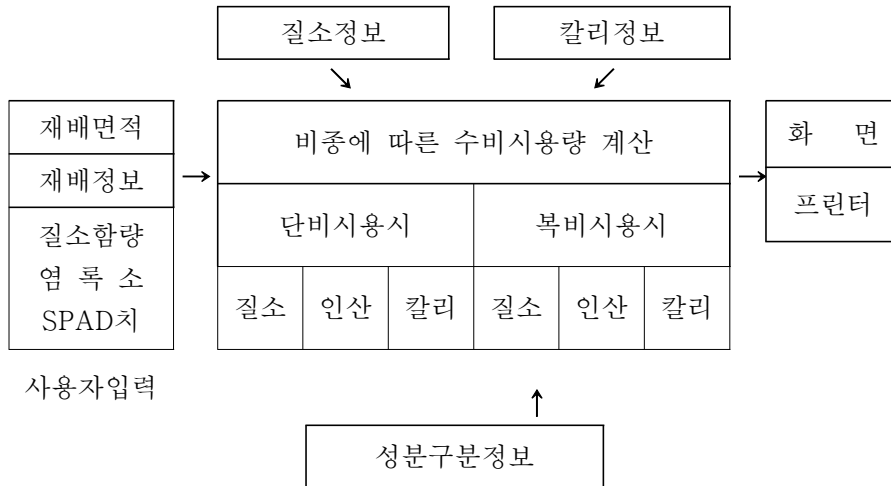 질소정보
칼리정보
재배면적
재배정보
질소함량
염 록 소
SPAD치
사용자입력
비종에 따른 수비시용량 계산
단비시용시
복비시용시
질소 인산 칼리 질소 인산 칼리
화 면
프린터
성분구분정보